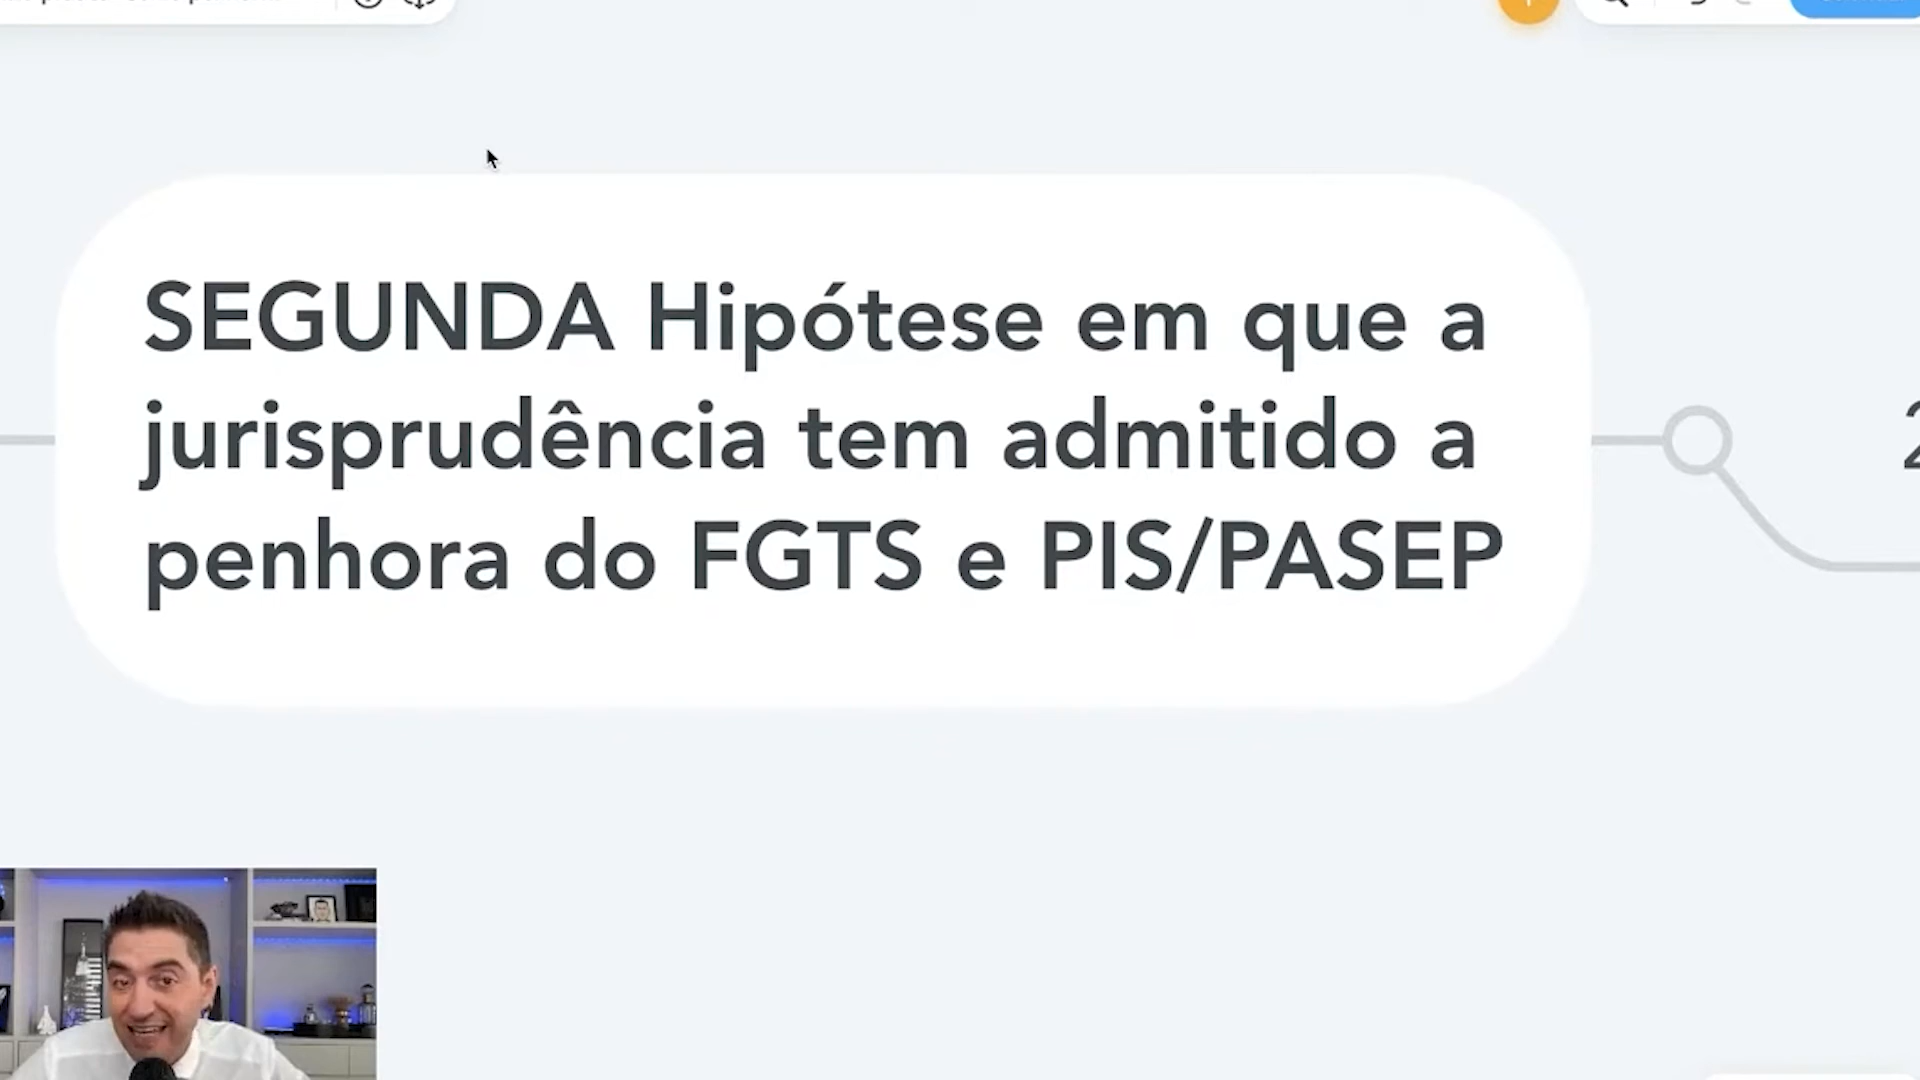 SEGUNDA Hipótese em que a
jurisprudência tem admitido a
penhora do FGTS e PIS/PASEP